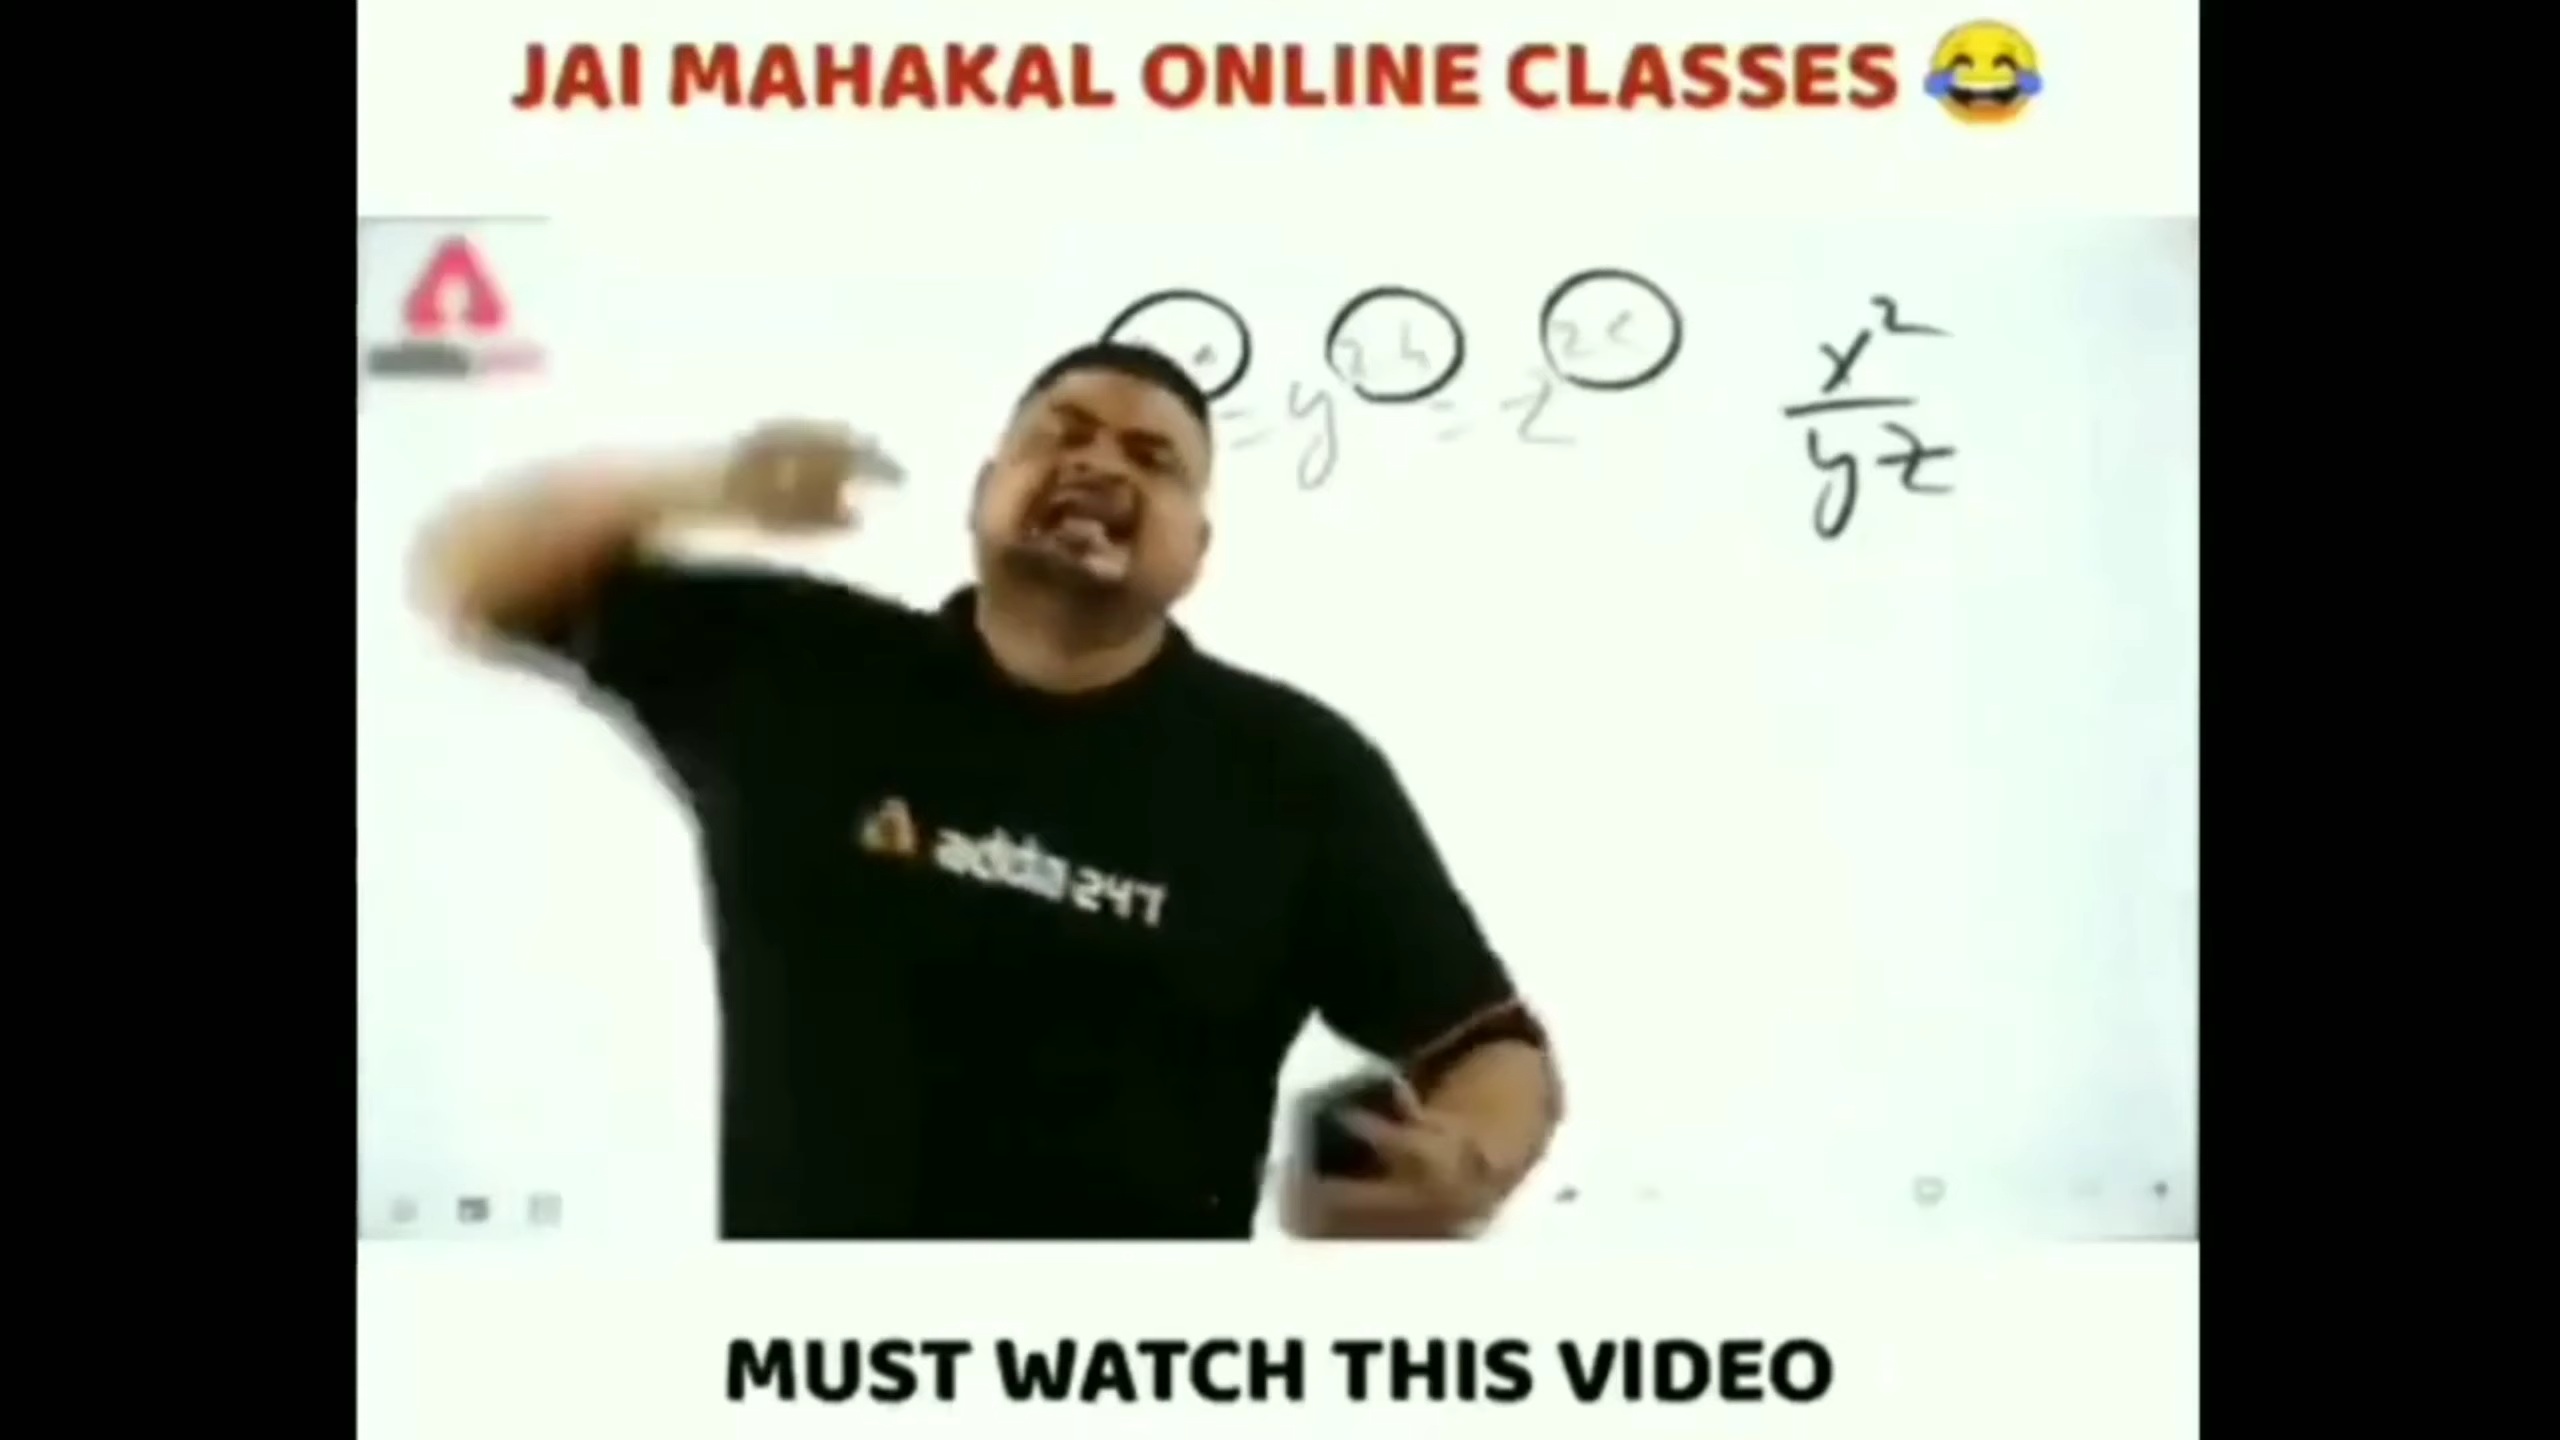 JAI MAHAKAL ONLINE CLASSES 😂
= y = z
x²
yz
adda 247
MUST WATCH THIS VIDEO